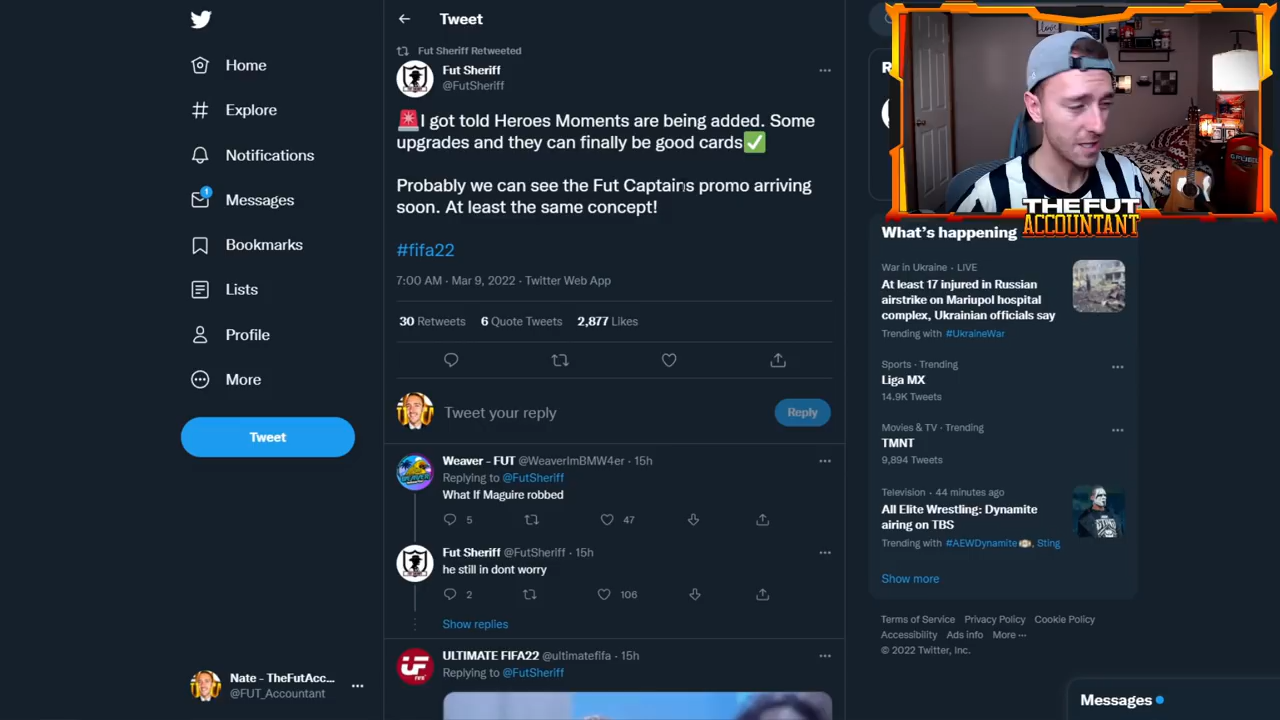 Home
Explore
Notifications
1
Messages
Bookmarks
Lists
Profile
More
Tweet
Nate - TheFutAcc...
@FUT_Accountant
Tweet
Fut Sheriff Retweeted
Fut Sheriff
@FutSheriff
🚨I got told Heroes Moments are being added. Some
upgrades and they can finally be good cards✅
Probably we can see the Fut Captains promo arriving
soon. At least the same concept!
#fifa22
7:00 AM · Mar 9, 2022 · Twitter Web App
30 Retweets 6 Quote Tweets 2,877 Likes
Tweet your reply
Reply
Weaver - FUT @WeaverImBMW4er · 15h
Replying to @FutSheriff
What If Maguire robbed
5 47
Fut Sheriff @FutSheriff · 15h
he still in dont worry
2 106
Show replies
ULTIMATE FIFA22 @ultimatefifa · 15h
Replying to @FutSheriff
UF
THE FUT
ACCOUNTANT
What's happening
War in Ukraine · LIVE
At least 17 injured in Russian
airstrike on Mariupol hospital
complex, Ukrainian officials say
Trending with #UkraineWar
Sports · Trending
Liga MX
14.9K Tweets
Movies & TV · Trending
TMNT
9,894 Tweets
Television · 44 minutes ago
All Elite Wrestling: Dynamite
airing on TBS
Trending with #AEWDynamite, Sting
Show more
Terms of Service Privacy Policy Cookie Policy
Accessibility Ads info More ···
© 2022 Twitter, Inc.
Messages